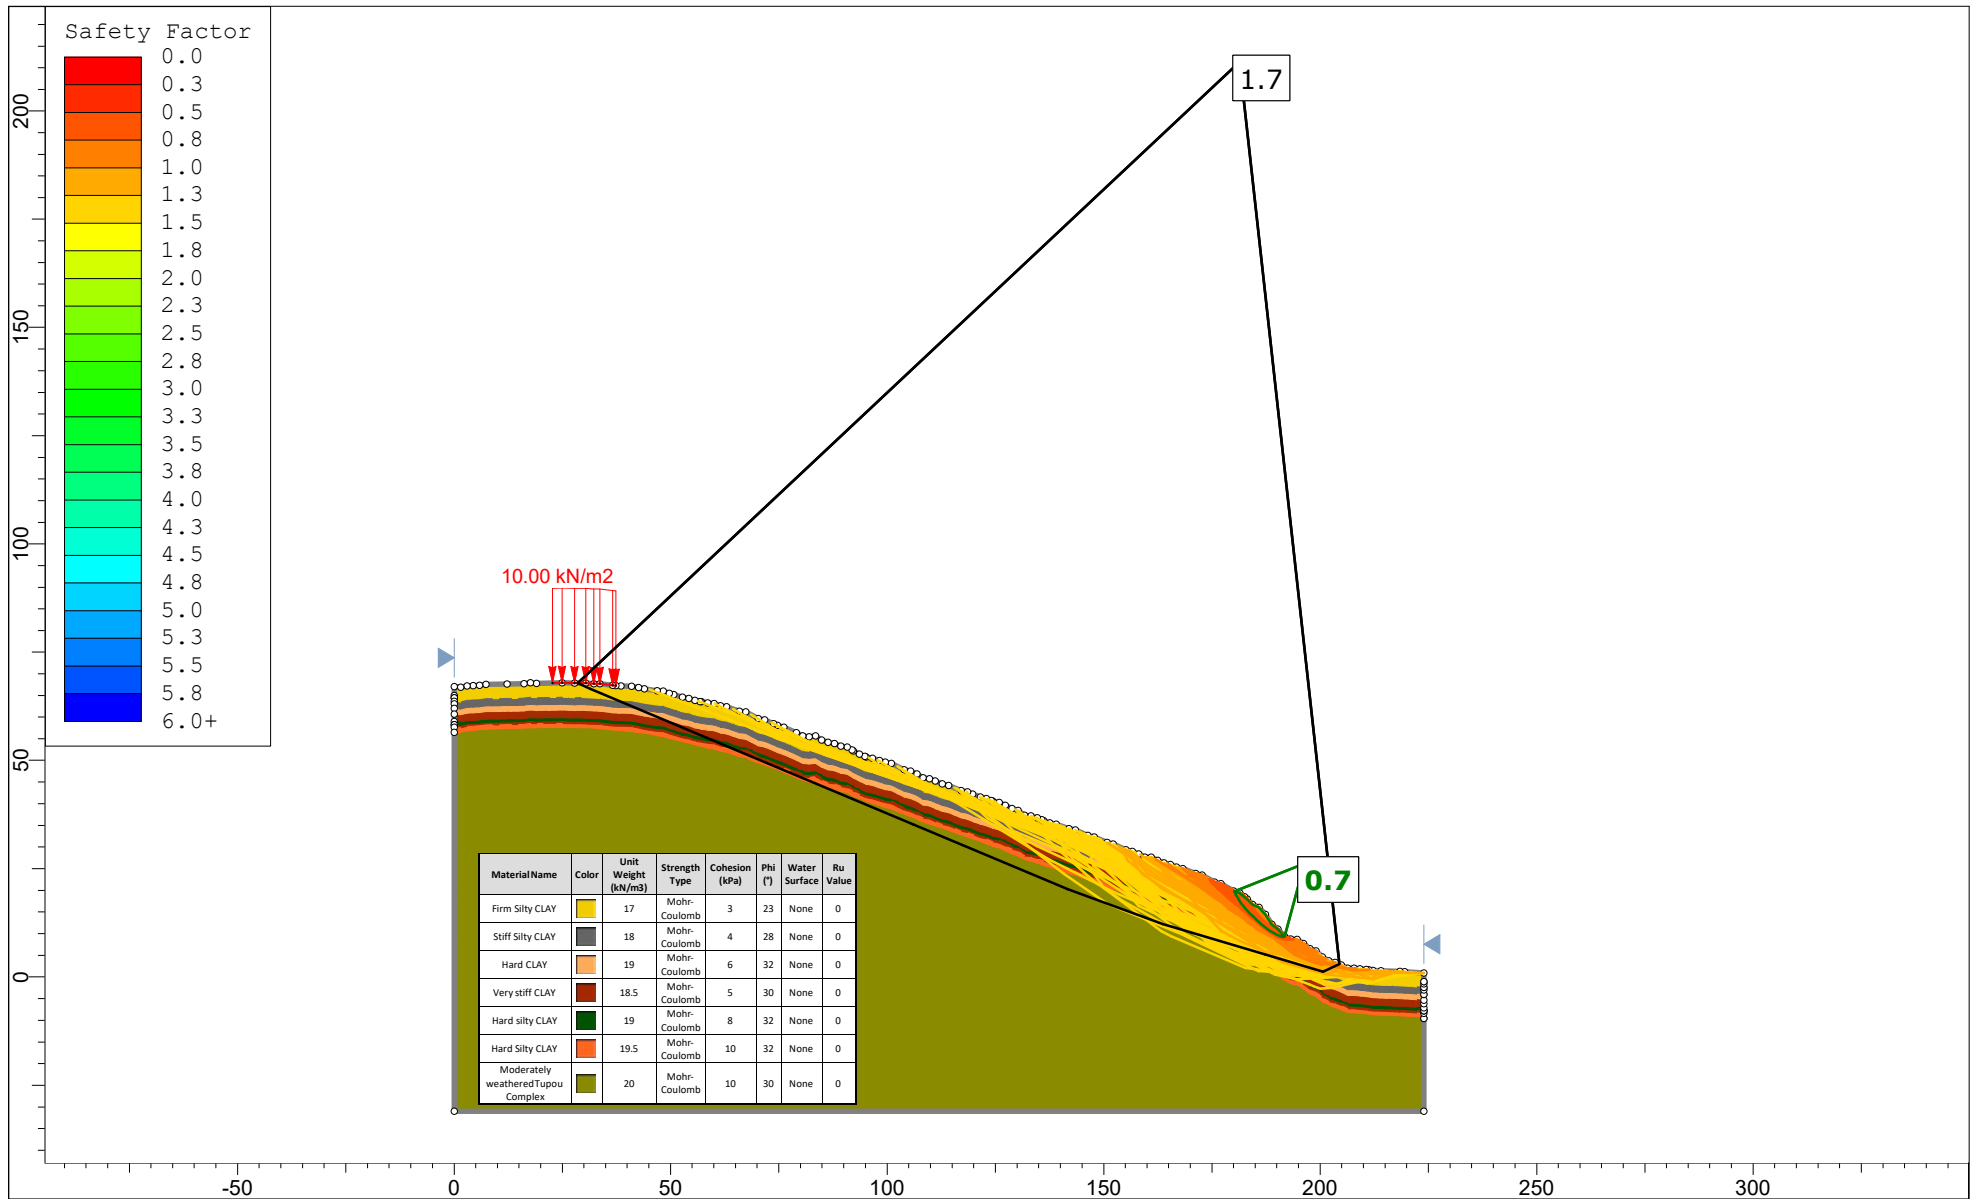 Safety Factor
0.0
0.3
0.5
0.8
1.0
1.3
1.5
1.8
2.0
2.3
2.5
2.8
3.0
3.3
3.5
3.8
4.0
4.3
4.5
4.8
5.0
5.3
5.5
5.8
6.0+
200
150
100
50
0
1.7
10.00 kN/m2
0.7
Material Name Color Unit Weight (kN/m3) Strength Type Cohesion (kPa) Phi (°) Water Surface Ru Value
Firm Silty CLAY 17 Mohr-Coulomb 3 23 None 0
Stiff Silty CLAY 18 Mohr-Coulomb 4 28 None 0
Hard CLAY 19 Mohr-Coulomb 6 32 None 0
Very stiff CLAY 18.5 Mohr-Coulomb 5 30 None 0
Hard silty CLAY 19 Mohr-Coulomb 8 32 None 0
Hard Silty CLAY 19.5 Mohr-Coulomb 10 32 None 0
Moderately weathered Tupou Complex 20 Mohr-Coulomb 10 30 None 0
-50 0 50 100 150 200 250 300